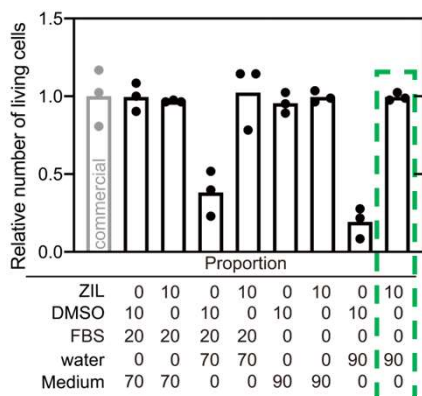 Relative number of living cells
1.5
1.0
0.5
0.0
commercial
Proportion
ZIL 0 10 0 10 0 10 0 10
DMSO 10 0 10 0 10 0 10 0
FBS 20 20 20 20 0 0 0 0
water 0 0 70 70 0 0 90 90
Medium 70 70 0 0 90 90 0 0